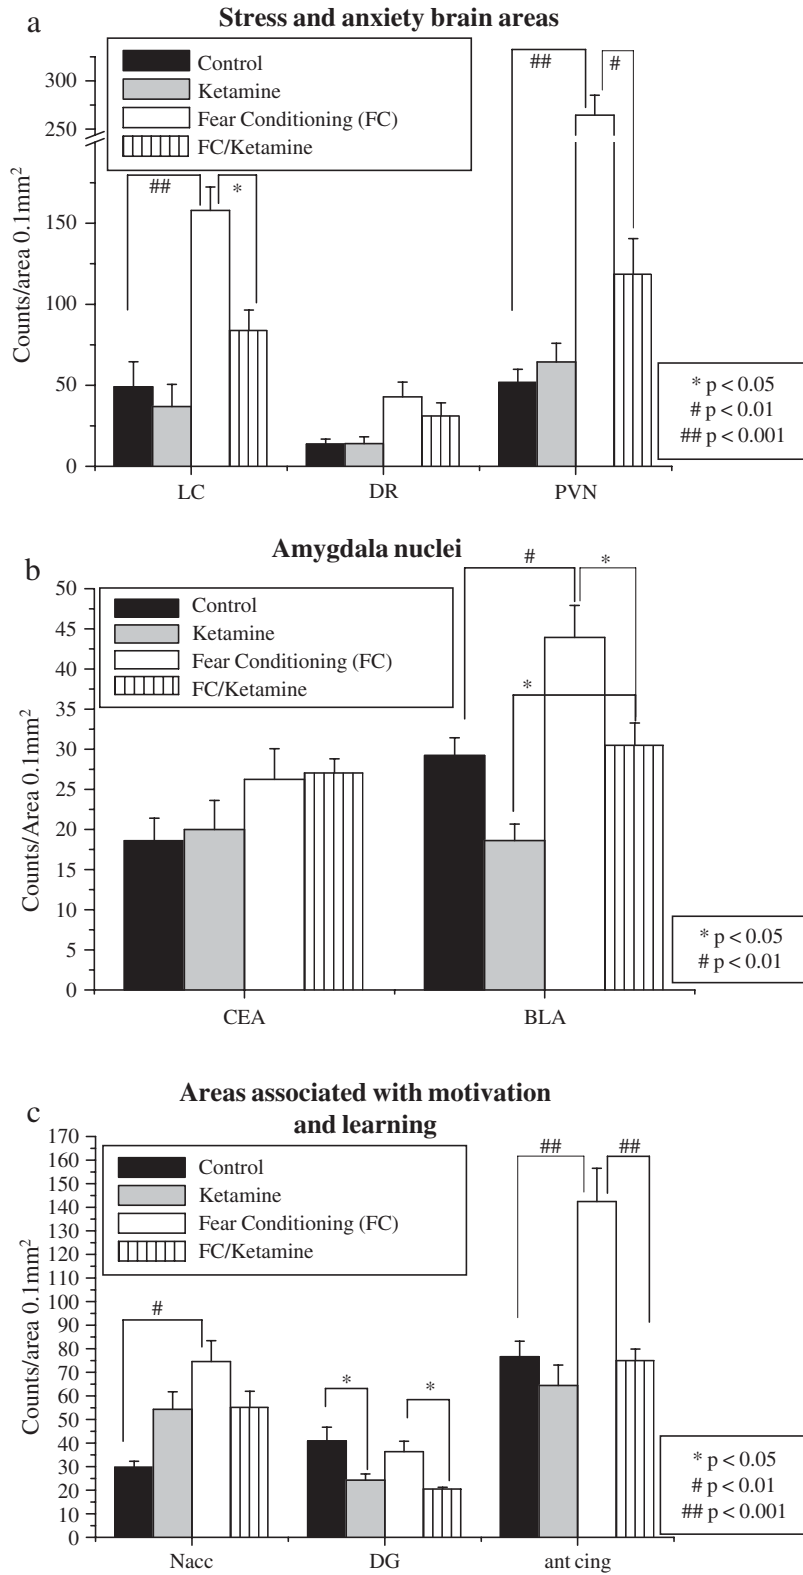 a
Stress and anxiety brain areas
Control
Ketamine
Fear Conditioning (FC)
FC/Ketamine
Counts/area 0.1mm²
300
250
150
100
50
0
##
*
##
#
LC
DR
PVN
* p < 0.05
# p < 0.01
## p < 0.001
b
Amygdala nuclei
Control
Ketamine
Fear Conditioning (FC)
FC/Ketamine
Counts/Area 0.1mm²
50
45
40
35
30
25
20
15
10
5
0
#
*
*
CEA
BLA
* p < 0.05
# p < 0.01
c
Areas associated with motivation
and learning
Control
Ketamine
Fear Conditioning (FC)
FC/Ketamine
Counts/area 0.1mm²
170
160
150
140
130
120
110
100
90
80
70
60
50
40
30
20
10
0
#
*
*
##
##
Nacc
DG
ant cing
* p < 0.05
# p < 0.01
## p < 0.001